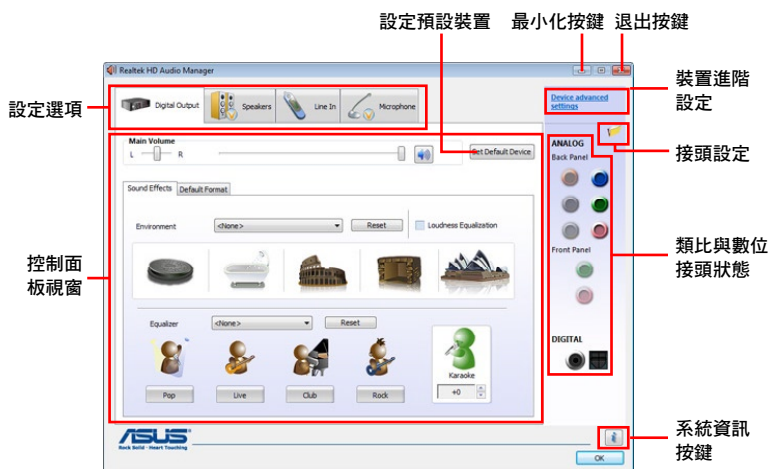 設定預設裝置
最小化按鍵
退出按鍵
Realtek HD Audio Manager
設定選項
Digital Output
Speakers
Line In
Microphone
Device advanced
settings
裝置進階
設定
接頭設定
Main Volume
L
R
Set Default Device
ANALOG
Back Panel
Sound Effects
Default Format
Environment
<None>
Reset
Loudness Equalization
控制面
板視窗
Front Panel
類比與數位
接頭狀態
Equalizer
<None>
Reset
DIGITAL
Karaoke
Pop
Live
Club
Rock
+0
ASUS
Rock Solid · Heart Touching
系統資訊
按鍵
i
OK